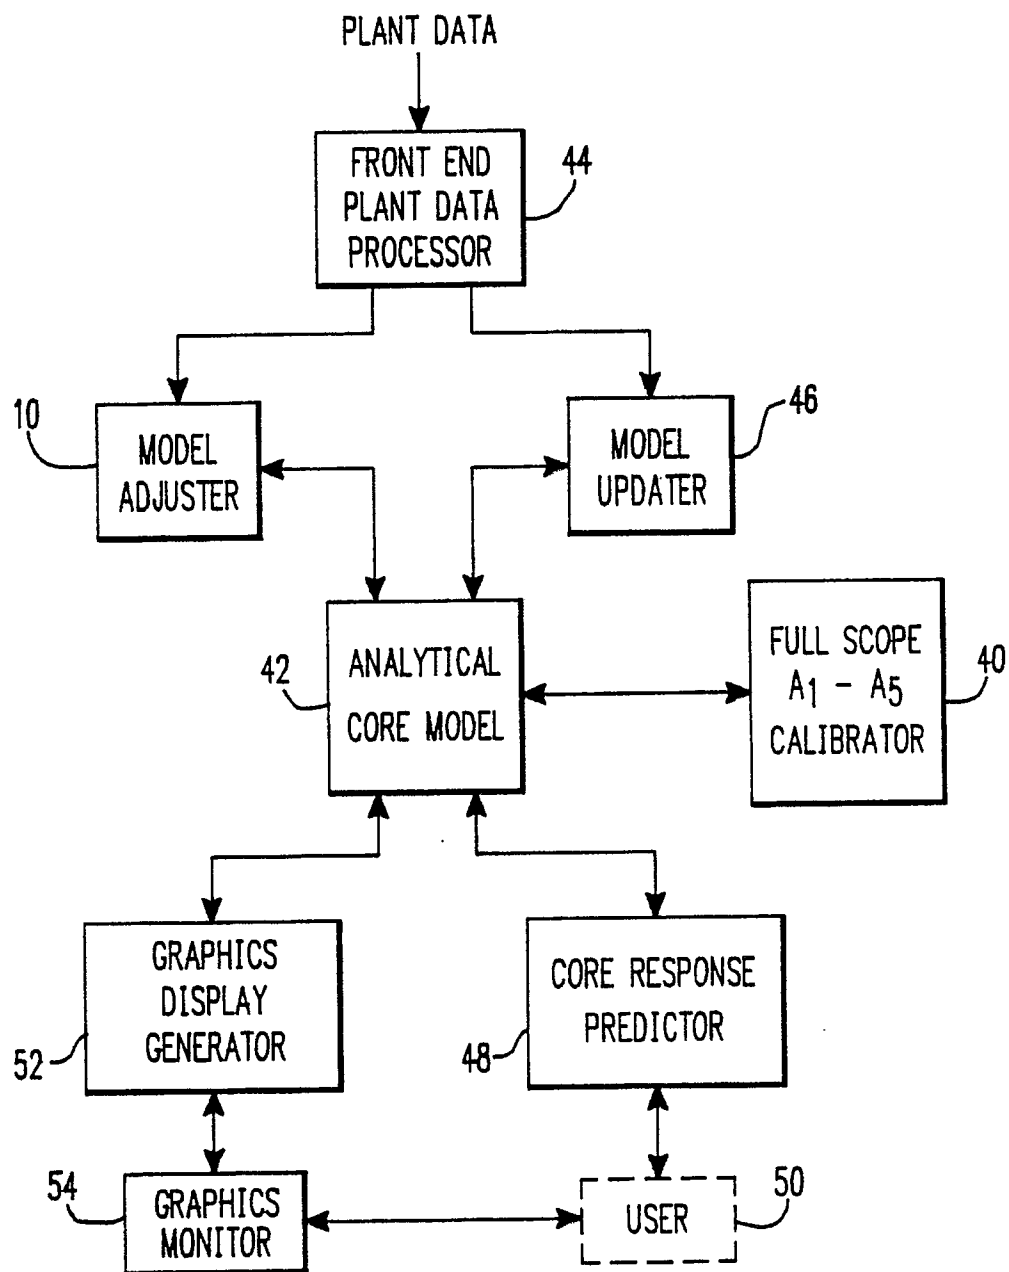 PLANT DATA
FRONT END
PLANT DATA
PROCESSOR
44
10
MODEL
ADJUSTER
46
MODEL
UPDATER
42
ANALYTICAL
CORE MODEL
FULL SCOPE
A1 - A5
CALIBRATOR
40
GRAPHICS
DISPLAY
GENERATOR
52
CORE RESPONSE
PREDICTOR
48
54
GRAPHICS
MONITOR
USER
50